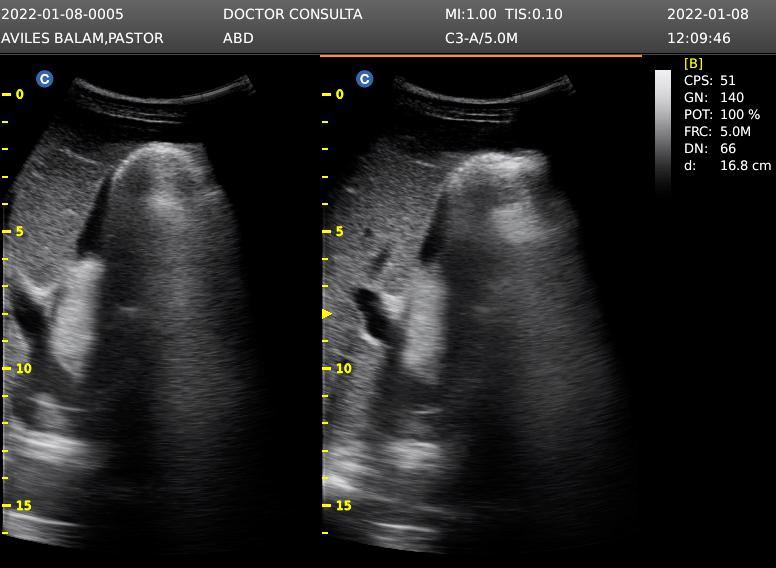 2022-01-08-0005 DOCTOR CONSULTA MI:1.00 TIS:0.10 2022-01-08
AVILES BALAM,PASTOR ABD C3-A/5.0M 12:09:46
C C
0 0
5 5
10 10
15 15
[B]
CPS: 51
GN: 140
POT: 100 %
FRC: 5.0M
DN: 66
d: 16.8 cm